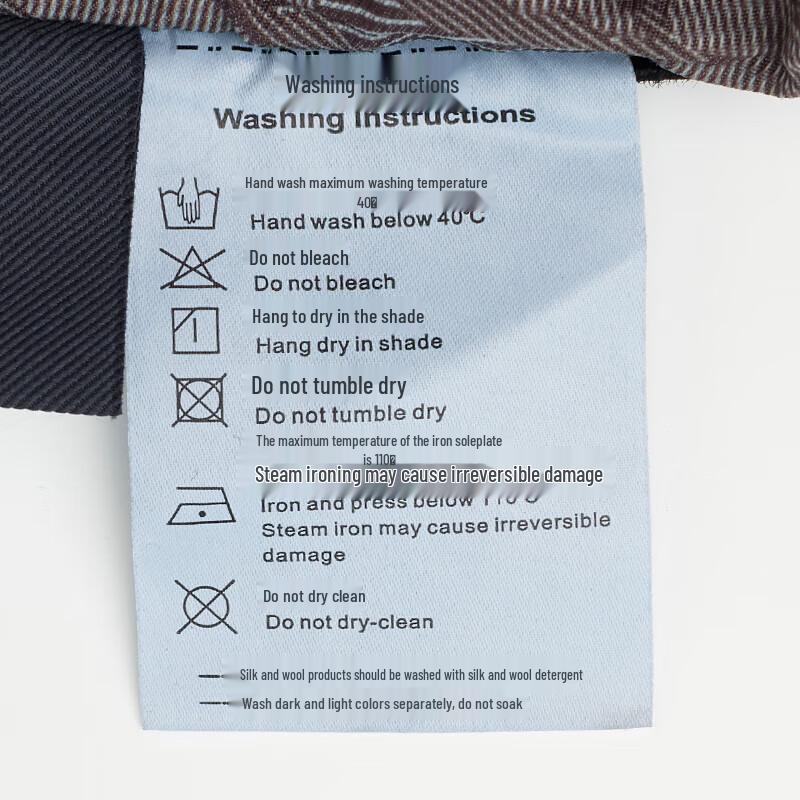 Washing instructions
Washing Instructions
Hand wash maximum washing temperature
40
Hand wash below 40°C
Do not bleach
Do not bleach
Hang to dry in the shade
Hang dry in shade
Do not tumble dry
Do not tumble dry
The maximum temperature of the iron soleplate
is 110
Steam ironing may cause irreversible damage
Iron and press below 110°C
Steam iron may cause irreversible
damage
Do not dry clean
Do not dry-clean
Silk and wool products should be washed with silk and wool detergent
Wash dark and light colors separately, do not soak